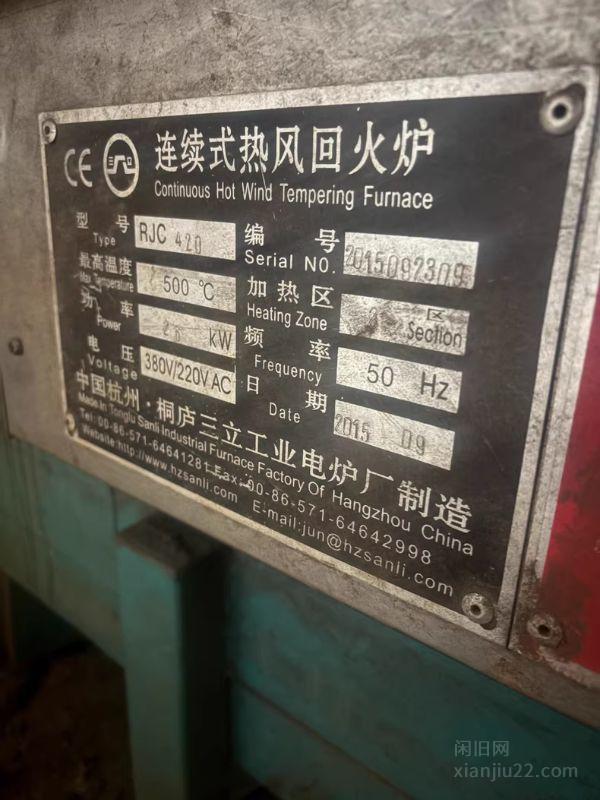 CE 连续式热风回火炉
Continuous Hot Wind Tempering Furnace
型号 RJC 420 编号 2015092309
Type Serial NO.
最高温度 500 ℃ 加热区 区
Max. Temperature Heating Zone Section
功率 kW 频率 50 Hz
Power Frequency
电压 380V/220V AC 日期 2015 09
Voltage Date
中国杭州·桐庐三立工业电炉厂制造
Made in Tonglu Sanli Industrial Furnace Factory Of Hangzhou China
Tel:00-86-571-64641281 Fax:00-86-571-64642998
Website:http://www.hzsanli.com E-mail:jun@hzsanli.com
闲旧网
xianjiu22.com